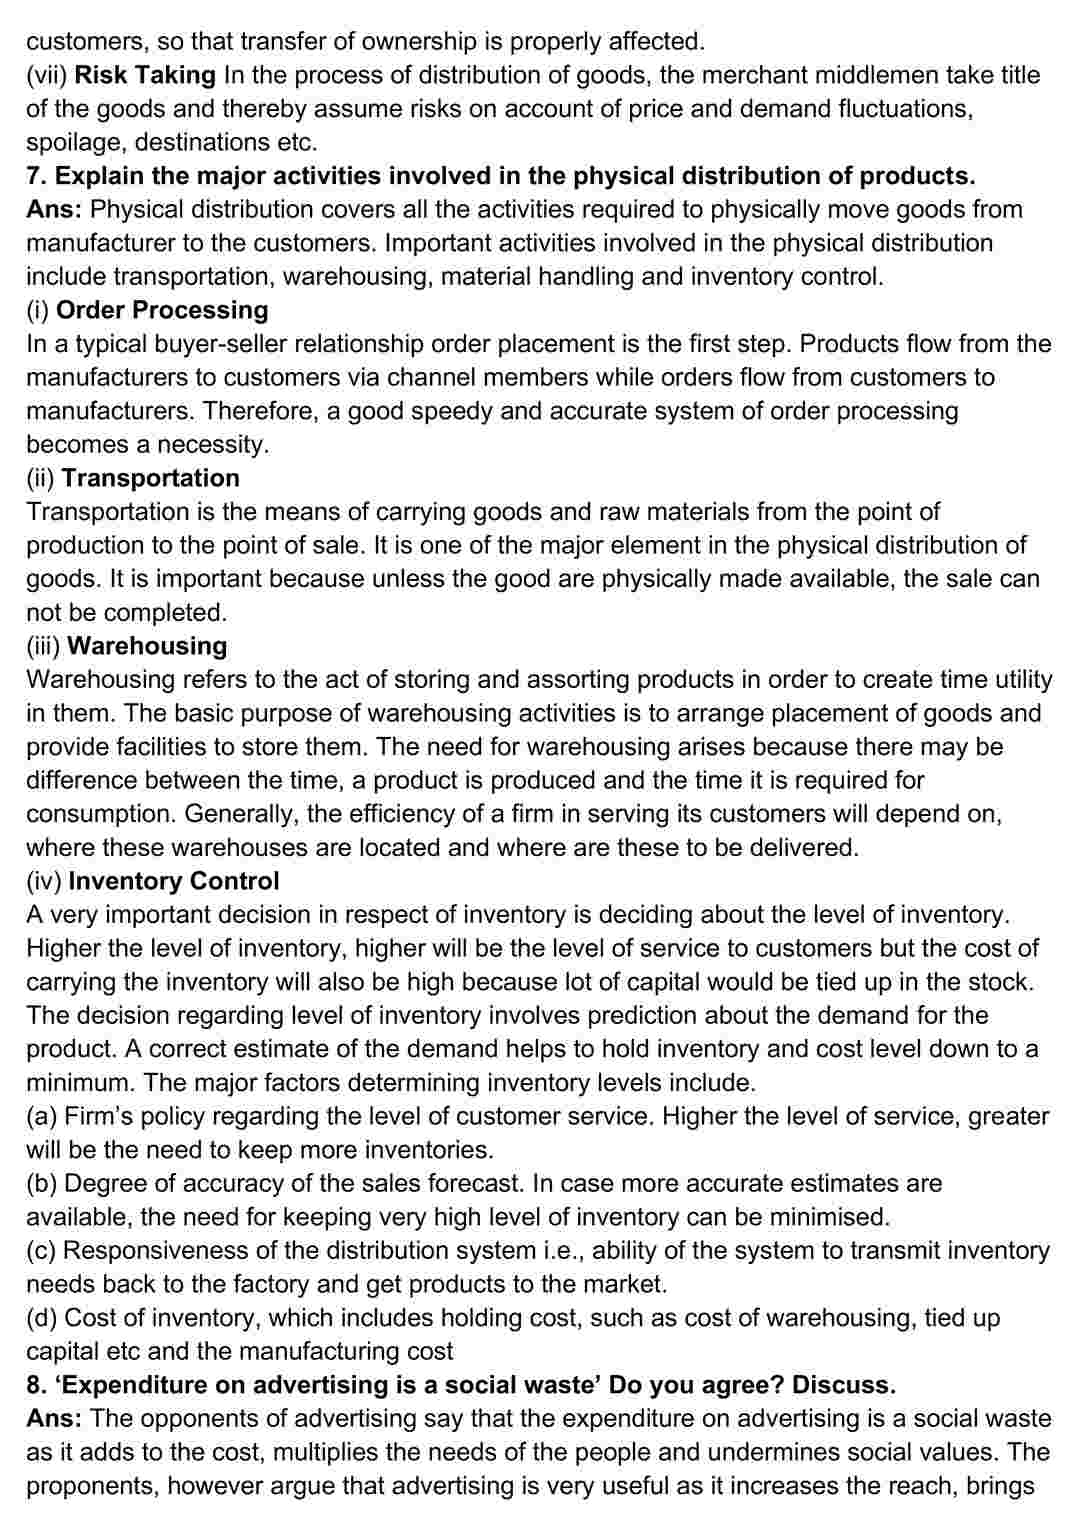 customers, so that transfer of ownership is properly affected.
(vii) Risk Taking In the process of distribution of goods, the merchant middlemen take title
of the goods and thereby assume risks on account of price and demand fluctuations,
spoilage, destinations etc.
7. Explain the major activities involved in the physical distribution of products.
Ans: Physical distribution covers all the activities required to physically move goods from
manufacturer to the customers. Important activities involved in the physical distribution
include transportation, warehousing, material handling and inventory control.
(i) Order Processing
In a typical buyer-seller relationship order placement is the first step. Products flow from the
manufacturers to customers via channel members while orders flow from customers to
manufacturers. Therefore, a good speedy and accurate system of order processing
becomes a necessity.
(ii) Transportation
Transportation is the means of carrying goods and raw materials from the point of
production to the point of sale. It is one of the major element in the physical distribution of
goods. It is important because unless the good are physically made available, the sale can
not be completed.
(iii) Warehousing
Warehousing refers to the act of storing and assorting products in order to create time utility
in them. The basic purpose of warehousing activities is to arrange placement of goods and
provide facilities to store them. The need for warehousing arises because there may be
difference between the time, a product is produced and the time it is required for
consumption. Generally, the efficiency of a firm in serving its customers will depend on,
where these warehouses are located and where are these to be delivered.
(iv) Inventory Control
A very important decision in respect of inventory is deciding about the level of inventory.
Higher the level of inventory, higher will be the level of service to customers but the cost of
carrying the inventory will also be high because lot of capital would be tied up in the stock.
The decision regarding level of inventory involves prediction about the demand for the
product. A correct estimate of the demand helps to hold inventory and cost level down to a
minimum. The major factors determining inventory levels include.
(a) Firm’s policy regarding the level of customer service. Higher the level of service, greater
will be the need to keep more inventories.
(b) Degree of accuracy of the sales forecast. In case more accurate estimates are
available, the need for keeping very high level of inventory can be minimised.
(c) Responsiveness of the distribution system i.e., ability of the system to transmit inventory
needs back to the factory and get products to the market.
(d) Cost of inventory, which includes holding cost, such as cost of warehousing, tied up
capital etc and the manufacturing cost
8. ‘Expenditure on advertising is a social waste’ Do you agree? Discuss.
Ans: The opponents of advertising say that the expenditure on advertising is a social waste
as it adds to the cost, multiplies the needs of the people and undermines social values. The
proponents, however argue that advertising is very useful as it increases the reach, brings